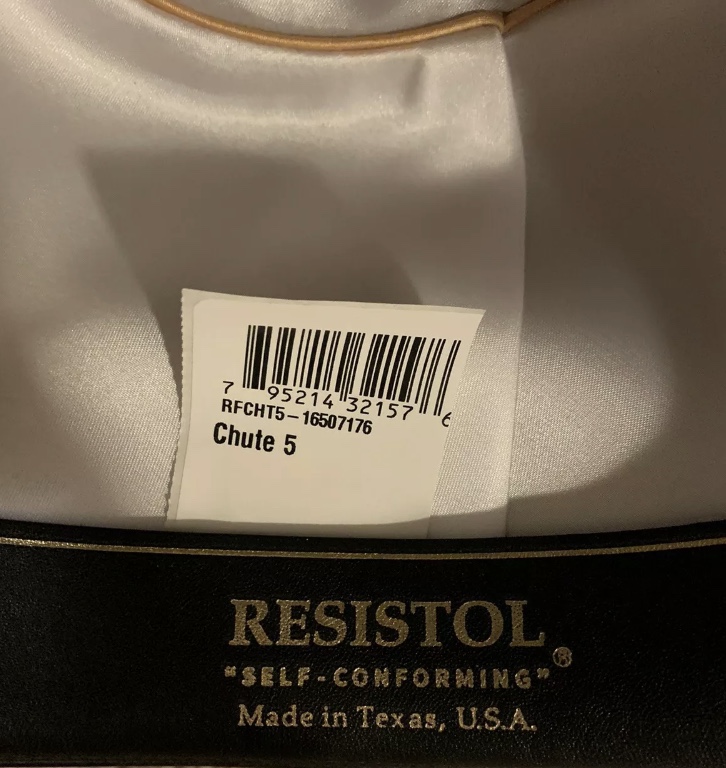 7 95214 32157 6
RFCHT5-16507176
Chute 5
RESISTOL®
"SELF-CONFORMING"
Made in Texas, U.S.A.